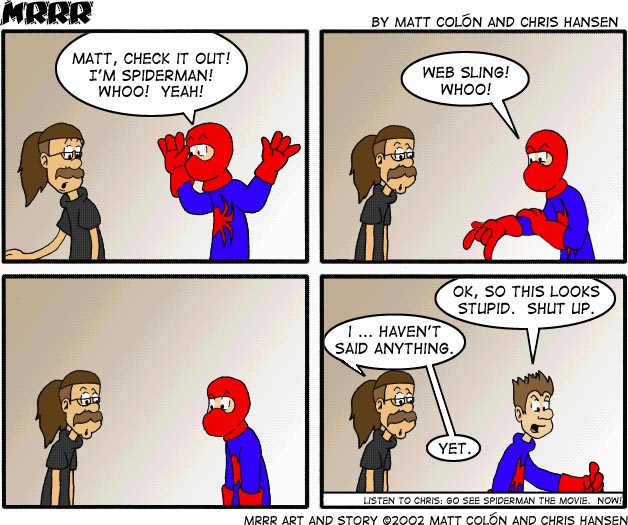 MRRR
BY MATT COLÓN AND CHRIS HANSEN
MATT, CHECK IT OUT!
I'M SPIDERMAN!
WHOO! YEAH!
WEB SLING!
WHOO!
OK, SO THIS LOOKS
STUPID. SHUT UP.
I ... HAVEN'T
SAID ANYTHING.
YET.
LISTEN TO CHRIS: GO SEE SPIDERMAN THE MOVIE. NOW!
MRRR ART AND STORY ©2002 MATT COLÓN AND CHRIS HANSEN